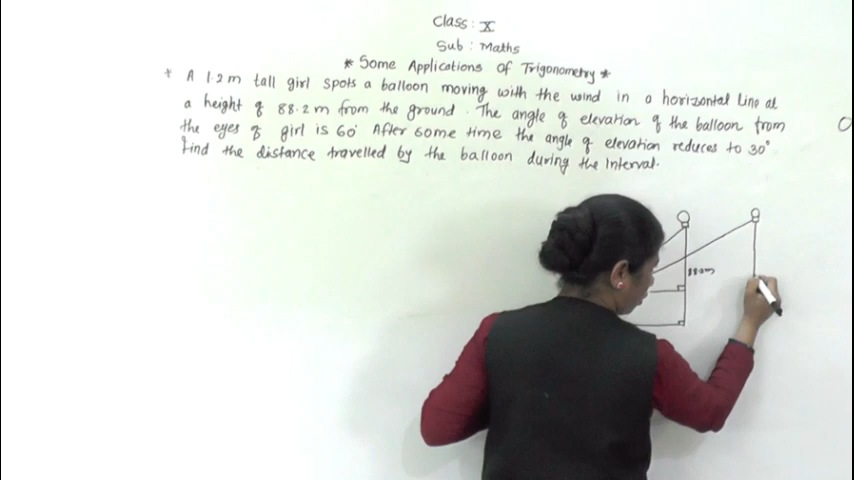 Class : X
Sub : Maths
* Some Applications Of Trigonometry *
* A 1.2 m tall girl spots a balloon moving with the wind in a horizontal line at
a height of 88.2 m from the ground. The angle of elevation of the balloon from
the eyes of girl is 60° After some time the angle of elevation reduces to 30°
Find the distance travelled by the balloon during the interval.